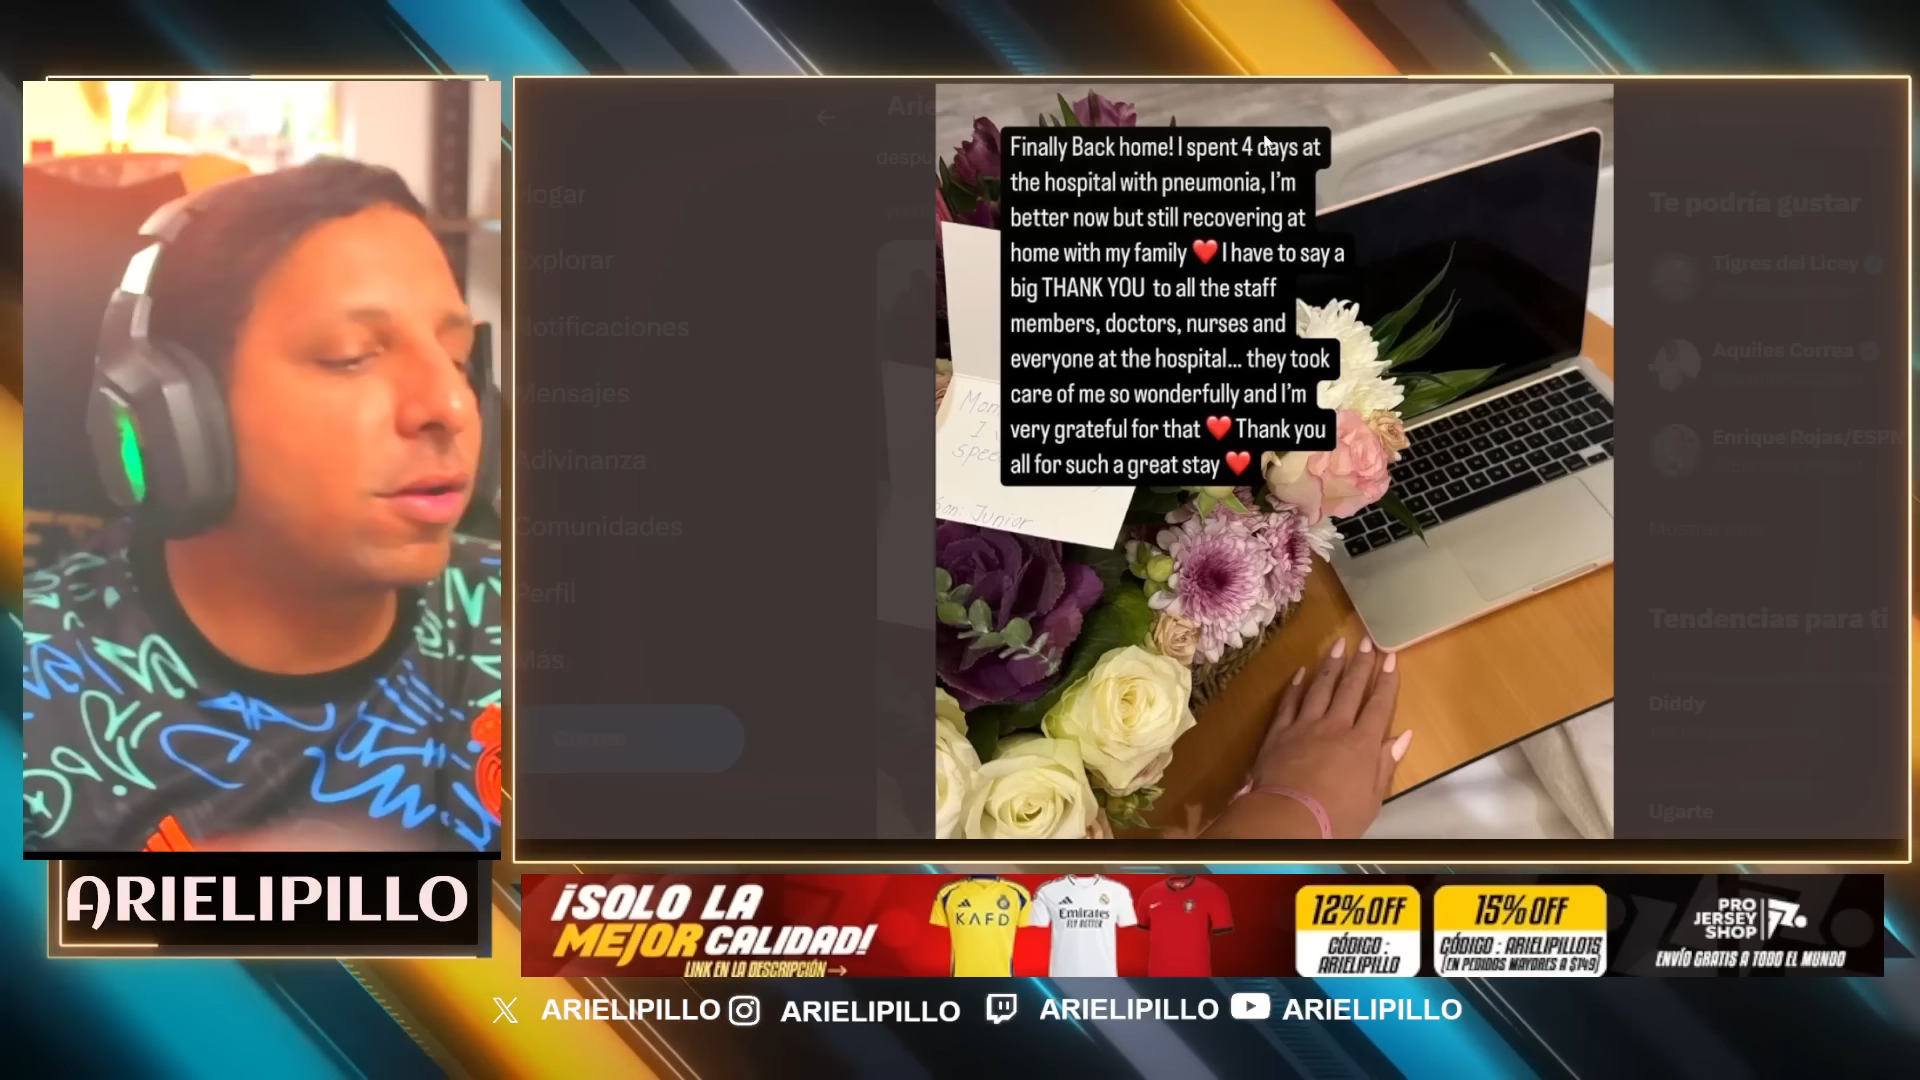 Finally Back home! I spent 4 days at
the hospital with pneumonia, I'm
better now but still recovering at
home with my family ❤️ I have to say a
big THANK YOU to all the staff
members, doctors, nurses and
everyone at the hospital... they took
care of me so wonderfully and I'm
very grateful for that ❤️ Thank you
all for such a great stay ❤️
Junior
Hogar
Explorar
Notificaciones
Mensajes
Adivinanza
Comunidades
Perfil
Más
Te podría gustar
Tigres del Licey
Aquiles Correa
Enrique Rojas/ESPN
Tendencias para ti
Diddy
Ugarte
ARIELIPILLO
¡SOLO LA
MEJOR CALIDAD!
LINK EN LA DESCRIPCIÓN
KAFD
Emirates
FLY BETTER
12% OFF
CÓDIGO :
ARIELIPILLO
15% OFF
CÓDIGO : ARIELIPILLO15
(EN PEDIDOS MAYORES A $149)
PRO
JERSEY
SHOP
ENVÍO GRATIS A TODO EL MUNDO
ARIELIPILLO
ARIELIPILLO
ARIELIPILLO
ARIELIPILLO